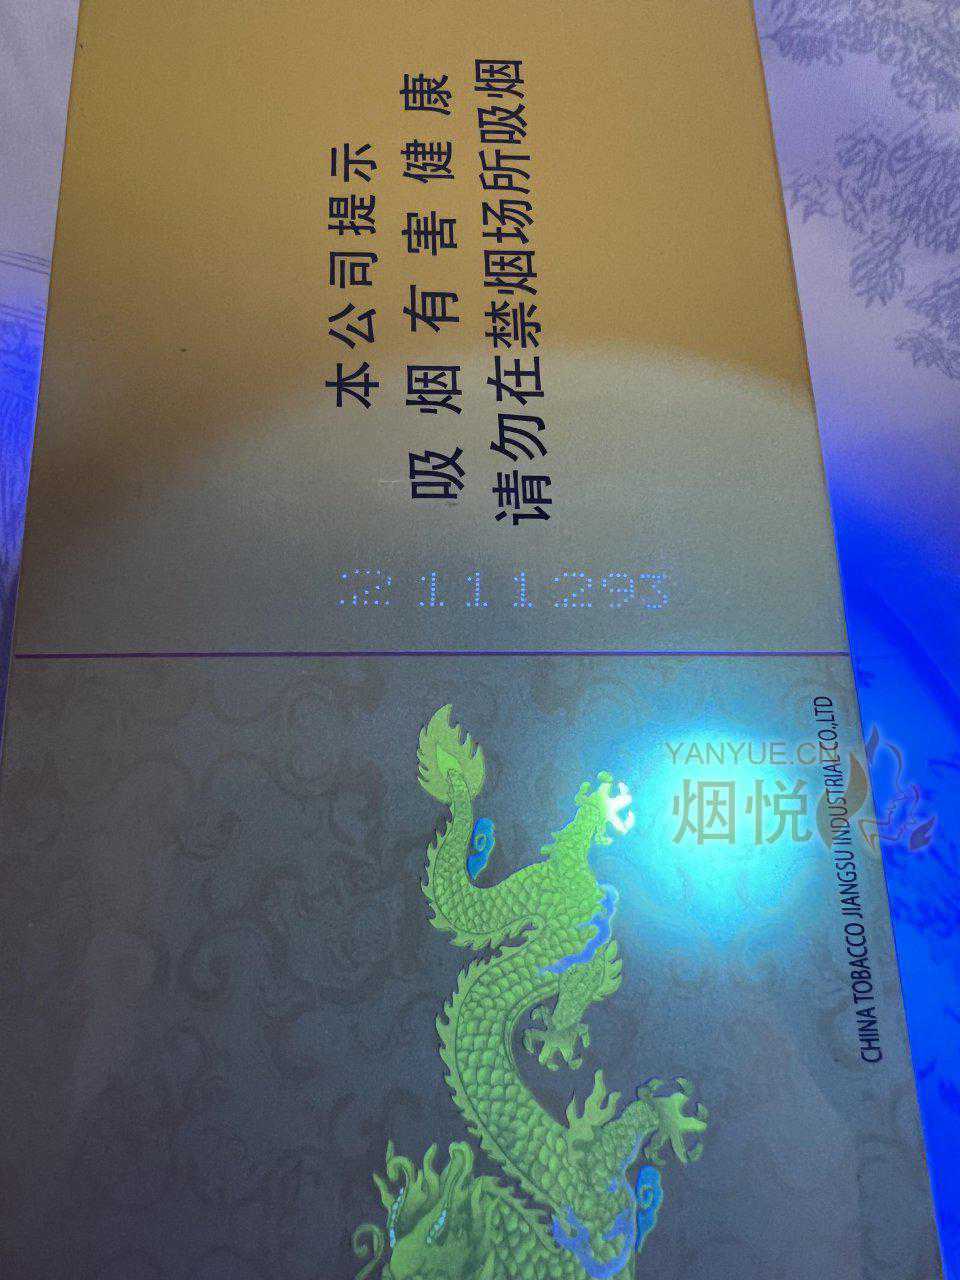 本公司提示
吸烟有害健康
请勿在禁烟场所吸烟
2111293
CHINA TOBACCO JIANGSU INDUSTRIAL CO.,LTD
YANYUE.CN
烟悦